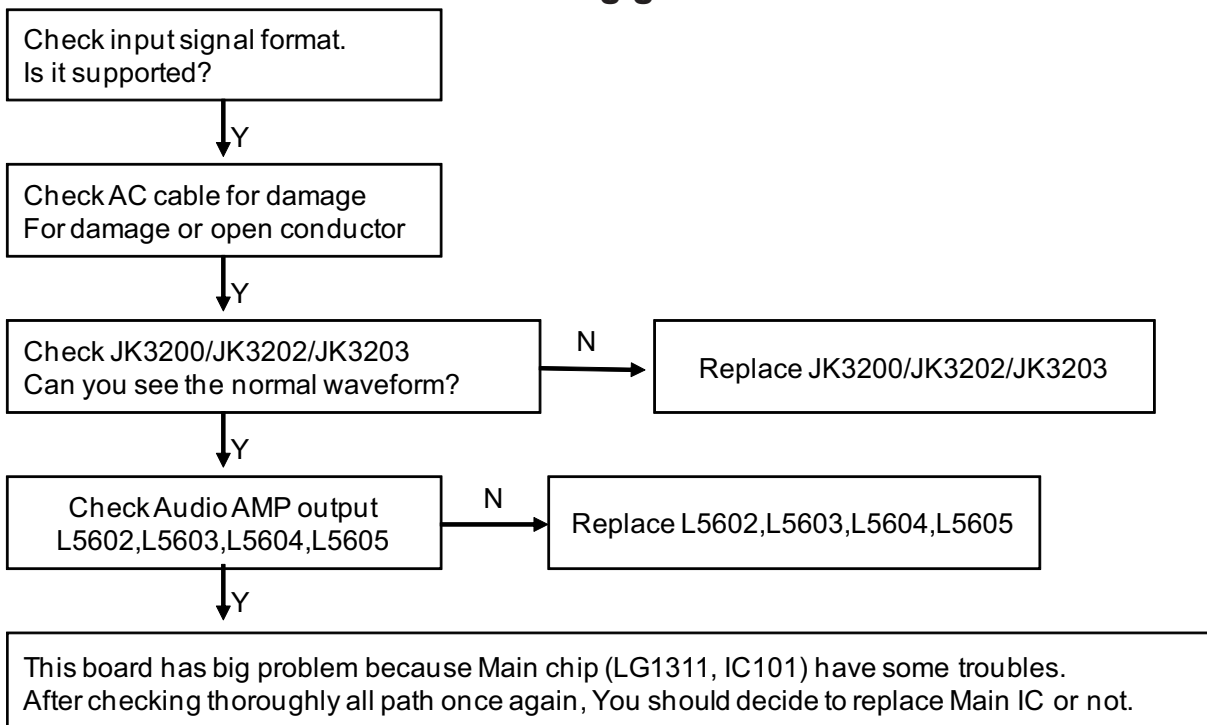 Check input signal format.
Is it supported?
Y
Check AC cable for damage
For damage or open conductor
Y
Check JK3200/JK3202/JK3203
Can you see the normal waveform?
N
Replace JK3200/JK3202/JK3203
Y
Check Audio AMP output
L5602,L5603,L5604,L5605
N
Replace L5602,L5603,L5604,L5605
Y
This board has big problem because Main chip (LG1311, IC101) have some troubles.
After checking thoroughly all path once again, You should decide to replace Main IC or not.